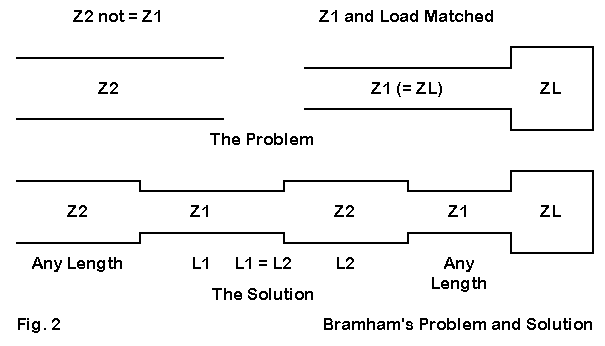 Z2 not = Z1 Z1 and Load Matched
Z2 Z1 (= ZL) ZL
The Problem
Z2 Z1 Z2 Z1 ZL
Any Length L1 L1 = L2 L2 Any
Length
The Solution
Fig. 2 Bramham's Problem and Solution